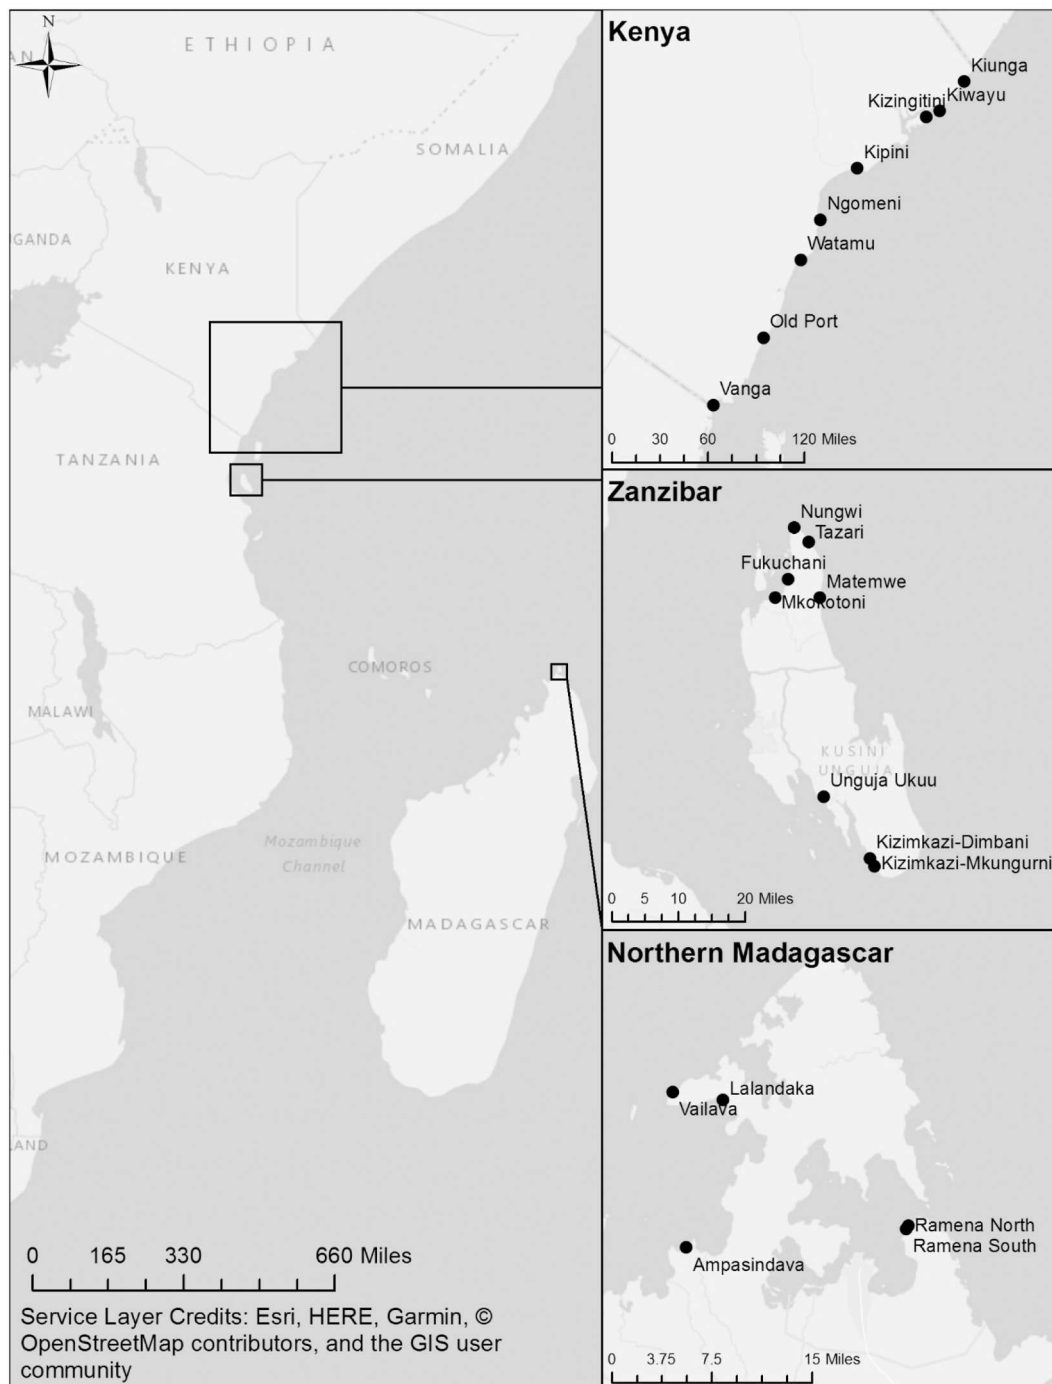 N
ETHIOPIA
AN
SOMALIA
UGANDA
KENYA
TANZANIA
COMOROS
MALAWI
Mozambique
Channel
MOZAMBIQUE
MADAGASCAR
LAND
0 165 330 660 Miles
Service Layer Credits: Esri, HERE, Garmin, ©
OpenStreetMap contributors, and the GIS user
community
Kenya
Kiunga
Kizingitini
Kiwayu
Kipini
Ngomeni
Watamu
Old Port
Vanga
0 30 60 120 Miles
Zanzibar
Nungwi
Tazari
Fukuchani
Matemwe
Mkokotoni
KUSINI
UNGUJA
Unguja Ukuu
Kizimkazi-Dimbani
Kizimkazi-Mkungurni
0 5 10 20 Miles
Northern Madagascar
Lalandaka
Vailava
Ramena North
Ramena South
Ampasindava
0 3.75 7.5 15 Miles